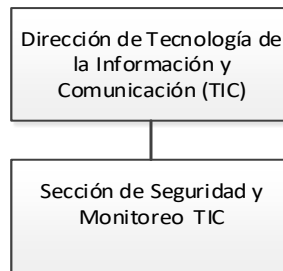 Dirección de Tecnología de
la Información y
Comunicación (TIC)
Sección de Seguridad y
Monitoreo TIC